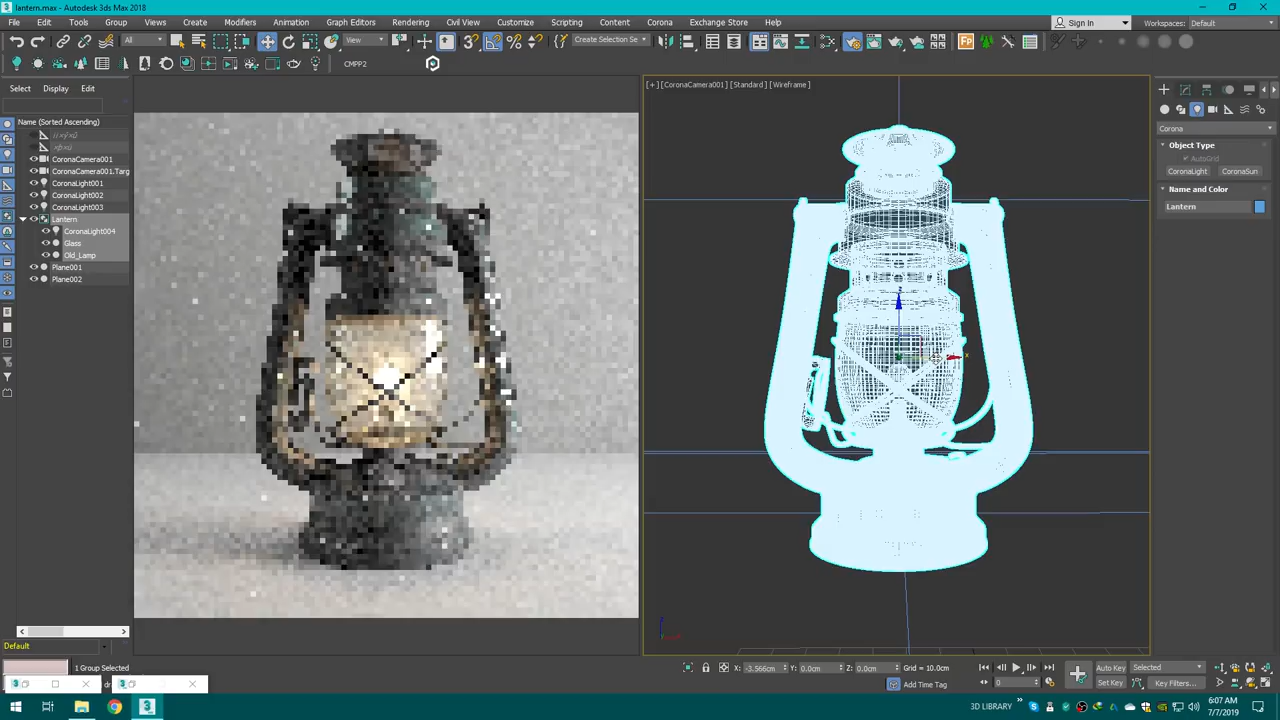 lantern.max - Autodesk 3ds Max 2018
File Edit Tools Group Views Create Modifiers Animation Graph Editors Rendering Civil View Customize Scripting Content Corona Exchange Store Help
Sign In Workspaces: Default
All View Create Selection Se
CMPP2
Select Display Edit
[+] [CoronaCamera001] [Standard] [Wireframe]
Name (Sorted Ascending)
CoronaCamera001
CoronaCamera001.Targ
CoronaLight001
CoronaLight002
CoronaLight003
Lantern
CoronaLight004
Glass
Old_Lamp
Plane001
Plane002
Corona
Object Type
AutoGrid
CoronaLight CoronaSun
Name and Color
Lantern
z
x
Default
1 Group Selected
X: -3.566cm Y: 0.0cm Z: 0.0cm Grid = 10.0cm
Add Time Tag
0
Auto Key Selected
Set Key Key Filters...
3D LIBRARY
6:07 AM
7/7/2019